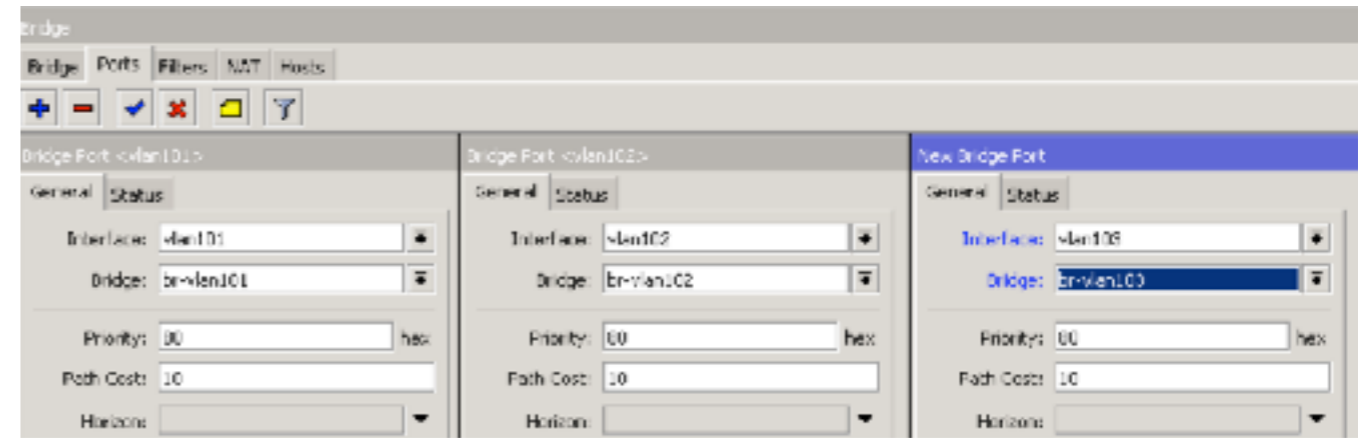 Bridge
Bridge Ports Filters NAT Hosts
Bridge Port <vlan101>
General Status
Interface: vlan101
Bridge: br-vlan101
Priority: 80 hex
Path Cost: 10
Horizon:
Bridge Port <vlan102>
General Status
Interface: vlan102
Bridge: br-vlan102
Priority: 80 hex
Path Cost: 10
Horizon:
New Bridge Port
General Status
Interface: vlan103
Bridge: br-vlan103
Priority: 80 hex
Path Cost: 10
Horizon: